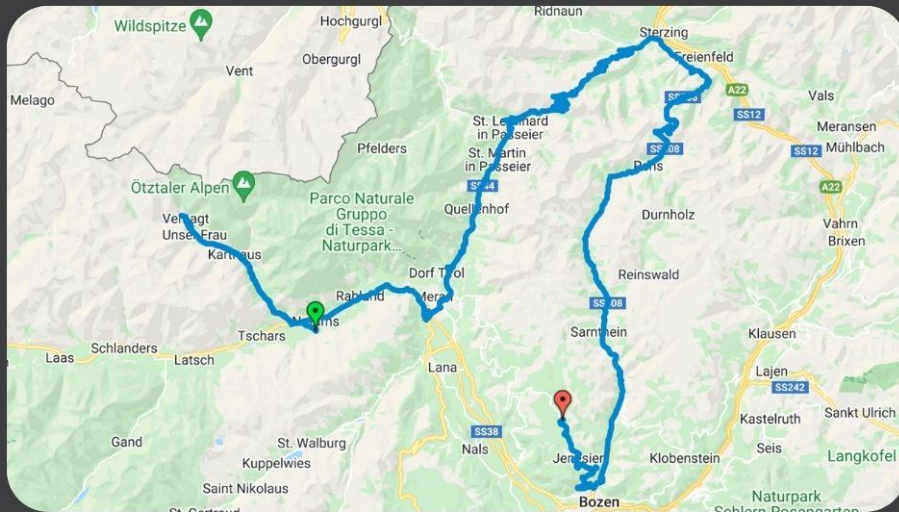 Ridnaun
Hochgurgl
Wildspitze
Sterzing
Freienfeld
Obergurgl
Vent
Melago
A22
Vals
SS12
St. Leonhard
in Passeier
Meransen
Pfelders
St. Martin
in Passeier
Mühlbach
SS12
Ötztaler Alpen
SS44
A22
Parco Naturale
Gruppo
di Tessa -
Naturpark...
Quellenhof
Durnholz
Vahrn
Brixen
Unser Frau
Karthaus
Dorf Tirol
Reinswald
Rabland
Meran
Tschars
Sarnthein
Klausen
Schlanders
Laas
Latsch
Lana
Lajen
SS242
Kastelruth
Sankt Ulrich
SS38
Gand
St. Walburg
Nals
Jenesien
Klobenstein
Seis
Langkofel
Kuppelwies
Saint Nikolaus
Bozen
Naturpark